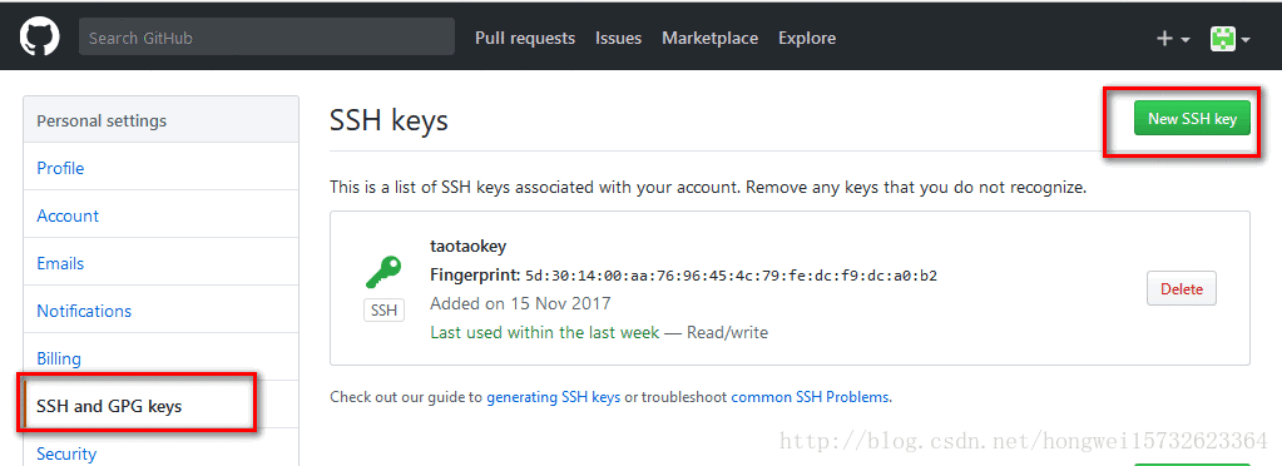 Search GitHub
Pull requests Issues Marketplace Explore
Personal settings
Profile
Account
Emails
Notifications
Billing
SSH and GPG keys
Security
SSH keys
New SSH key
This is a list of SSH keys associated with your account. Remove any keys that you do not recognize.
taotaokey
Fingerprint: 5d:30:14:00:aa:76:96:45:4c:79:fe:dc:f9:dc:a0:b2
Added on 15 Nov 2017
Last used within the last week — Read/write
SSH
Delete
Check out our guide to generating SSH keys or troubleshoot common SSH Problems.
http://blog.csdn.net/hongwei15732623364